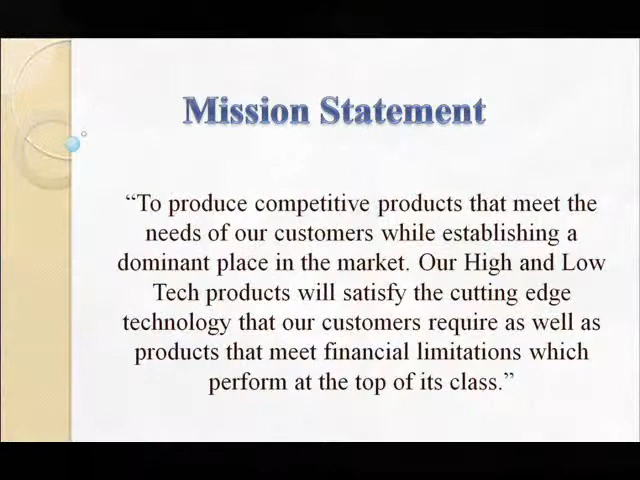 Mission Statement
“To produce competitive products that meet the
needs of our customers while establishing a
dominant place in the market. Our High and Low
Tech products will satisfy the cutting edge
technology that our customers require as well as
products that meet financial limitations which
perform at the top of its class.”